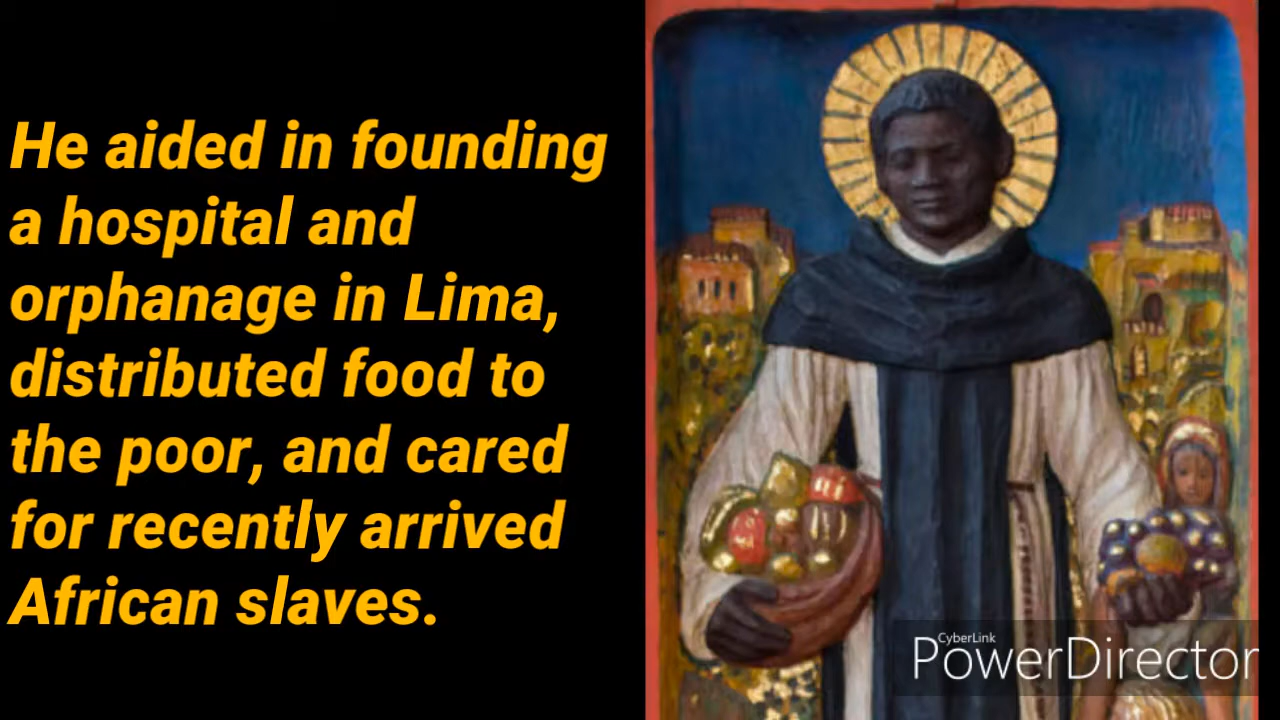 He aided in founding
a hospital and
orphanage in Lima,
distributed food to
the poor, and cared
for recently arrived
African slaves.
CyberLink
PowerDirector